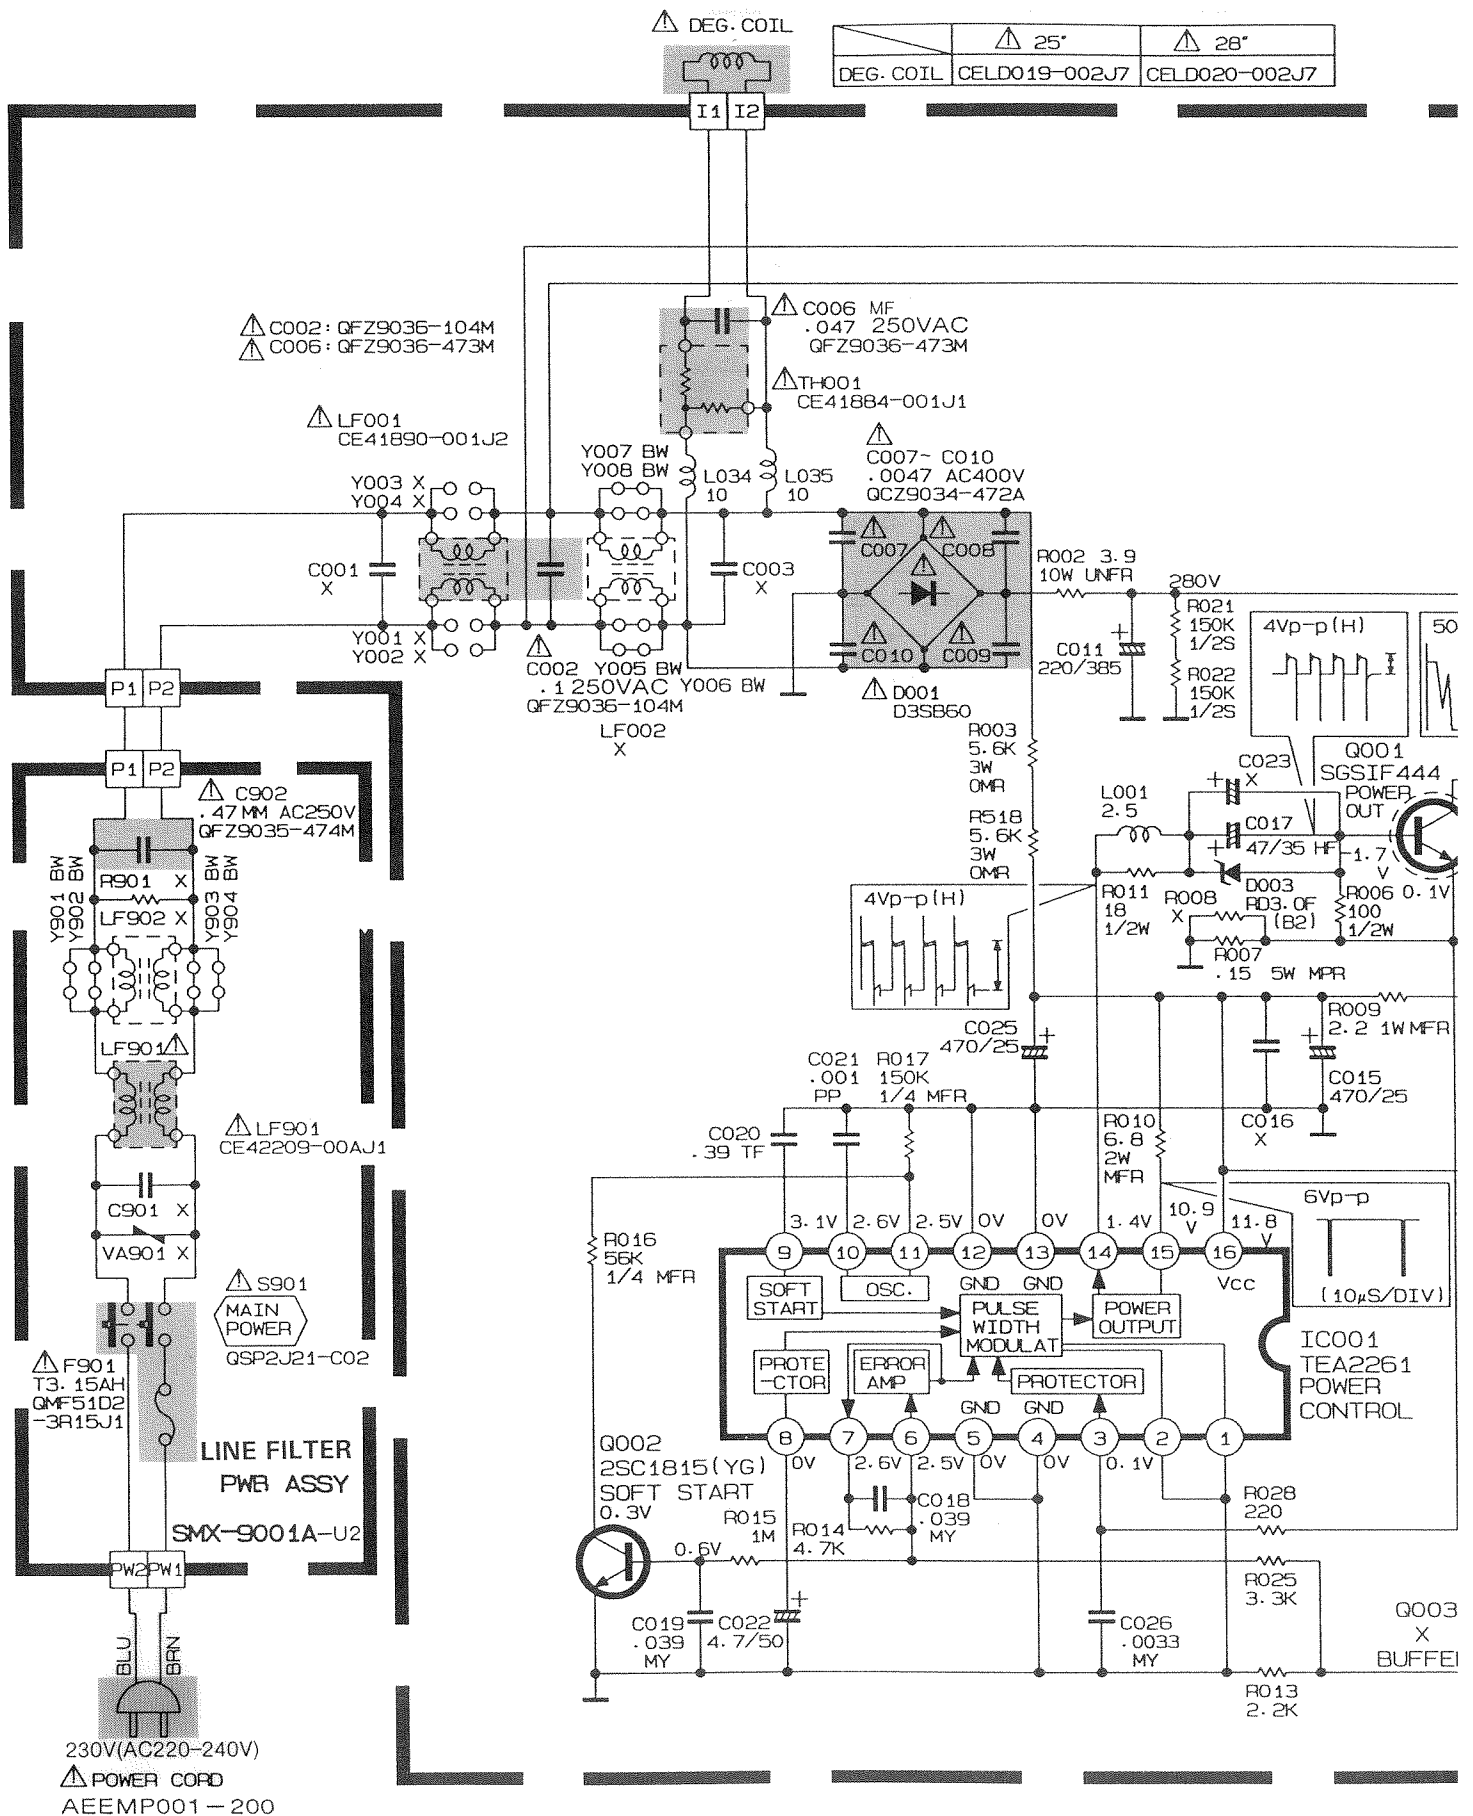 ⚠ DEG. COIL
⚠ 25"
⚠ 28"
DEG. COIL
CELD019-002J7
CELD020-002J7
I1
I2
⚠ C002: QFZ9036-104M
⚠ C006: QFZ9036-473M
⚠ C006 MF
.047 250VAC
QFZ9036-473M
⚠ TH001
CE41884-001J1
⚠ LF001
CE41890-001J2
Y003 X
Y004 X
Y007 BW
Y008 BW
L034
10
L035
10
⚠
C007~C010
.0047 AC400V
QCZ9034-472A
⚠
C007
⚠
C008
⚠
⚠
C010
⚠
C009
C001
X
C003
X
R002 3.9
10W UNFR
280V
R021
150K
1/2S
R022
150K
1/2S
+
C011
220/385
4Vp-p(H)
50
Y001 X
Y002 X
⚠
C002
.1250VAC
QFZ9036-104M
Y005 BW
Y006 BW
LF002
X
⚠ D001
D3SB60
P1
P2
P1
P2
R003
5.6K
3W
OMR
R518
5.6K
3W
OMR
L001
2.5
+
C023
X
C017
47/35 HF
+
Q001
SGSIF444
POWER
OUT
-1.7
V
0.1V
R011
18
1/2W
D003
RD3.0F
(B2)
R008
X
R007
.15 5W MPR
R006
100
1/2W
4Vp-p(H)
⚠ C902
.47MM AC250V
QFZ9035-474M
R901 X
LF902 X
Y901 BW
Y902 BW
Y903 BW
Y904 BW
LF901 ⚠
⚠ LF901
CE42209-00AJ1
C901 X
VA901 X
⚠ S901
MAIN
POWER
QSP2J21-C02
⚠ F901
T3.15AH
QMF51D2
-3R15J1
LINE FILTER
PWB ASSY
SMX-9001A-U2
PW2
PW1
BLU
BRN
230V(AC220-240V)
⚠ POWER CORD
AEEMP001-200
C025
470/25
+
R009
2.2 1W MFR
C021
.001
PP
R017
150K
1/4 MFR
+
C015
470/25
C016
X
C020
.39 TF
R010
6.8
2W
MFR
R016
56K
1/4 MFR
6Vp-p
(10μS/DIV)
3.1V
2.6V
2.5V
0V
0V
1.4V
10.9
V
11.8
V
9
10
11
12
13
14
15
16
GND
GND
Vcc
SOFT
START
OSC.
PULSE
WIDTH
MODULAT
POWER
OUTPUT
PROTE
-CTOR
ERROR
AMP
PROTECTOR
GND
GND
IC001
TEA2261
POWER
CONTROL
8
7
6
5
4
3
2
1
0V
2.6V
2.5V
0V
0V
0.1V
Q002
2SC1815(YG)
SOFT START
0.3V
0.6V
R015
1M
R014
4.7K
C018
.039
MY
R028
220
R025
3.3K
C019
.039
MY
C022
4.7/50
+
C026
.0033
MY
R013
2.2K
Q003
X
BUFFE